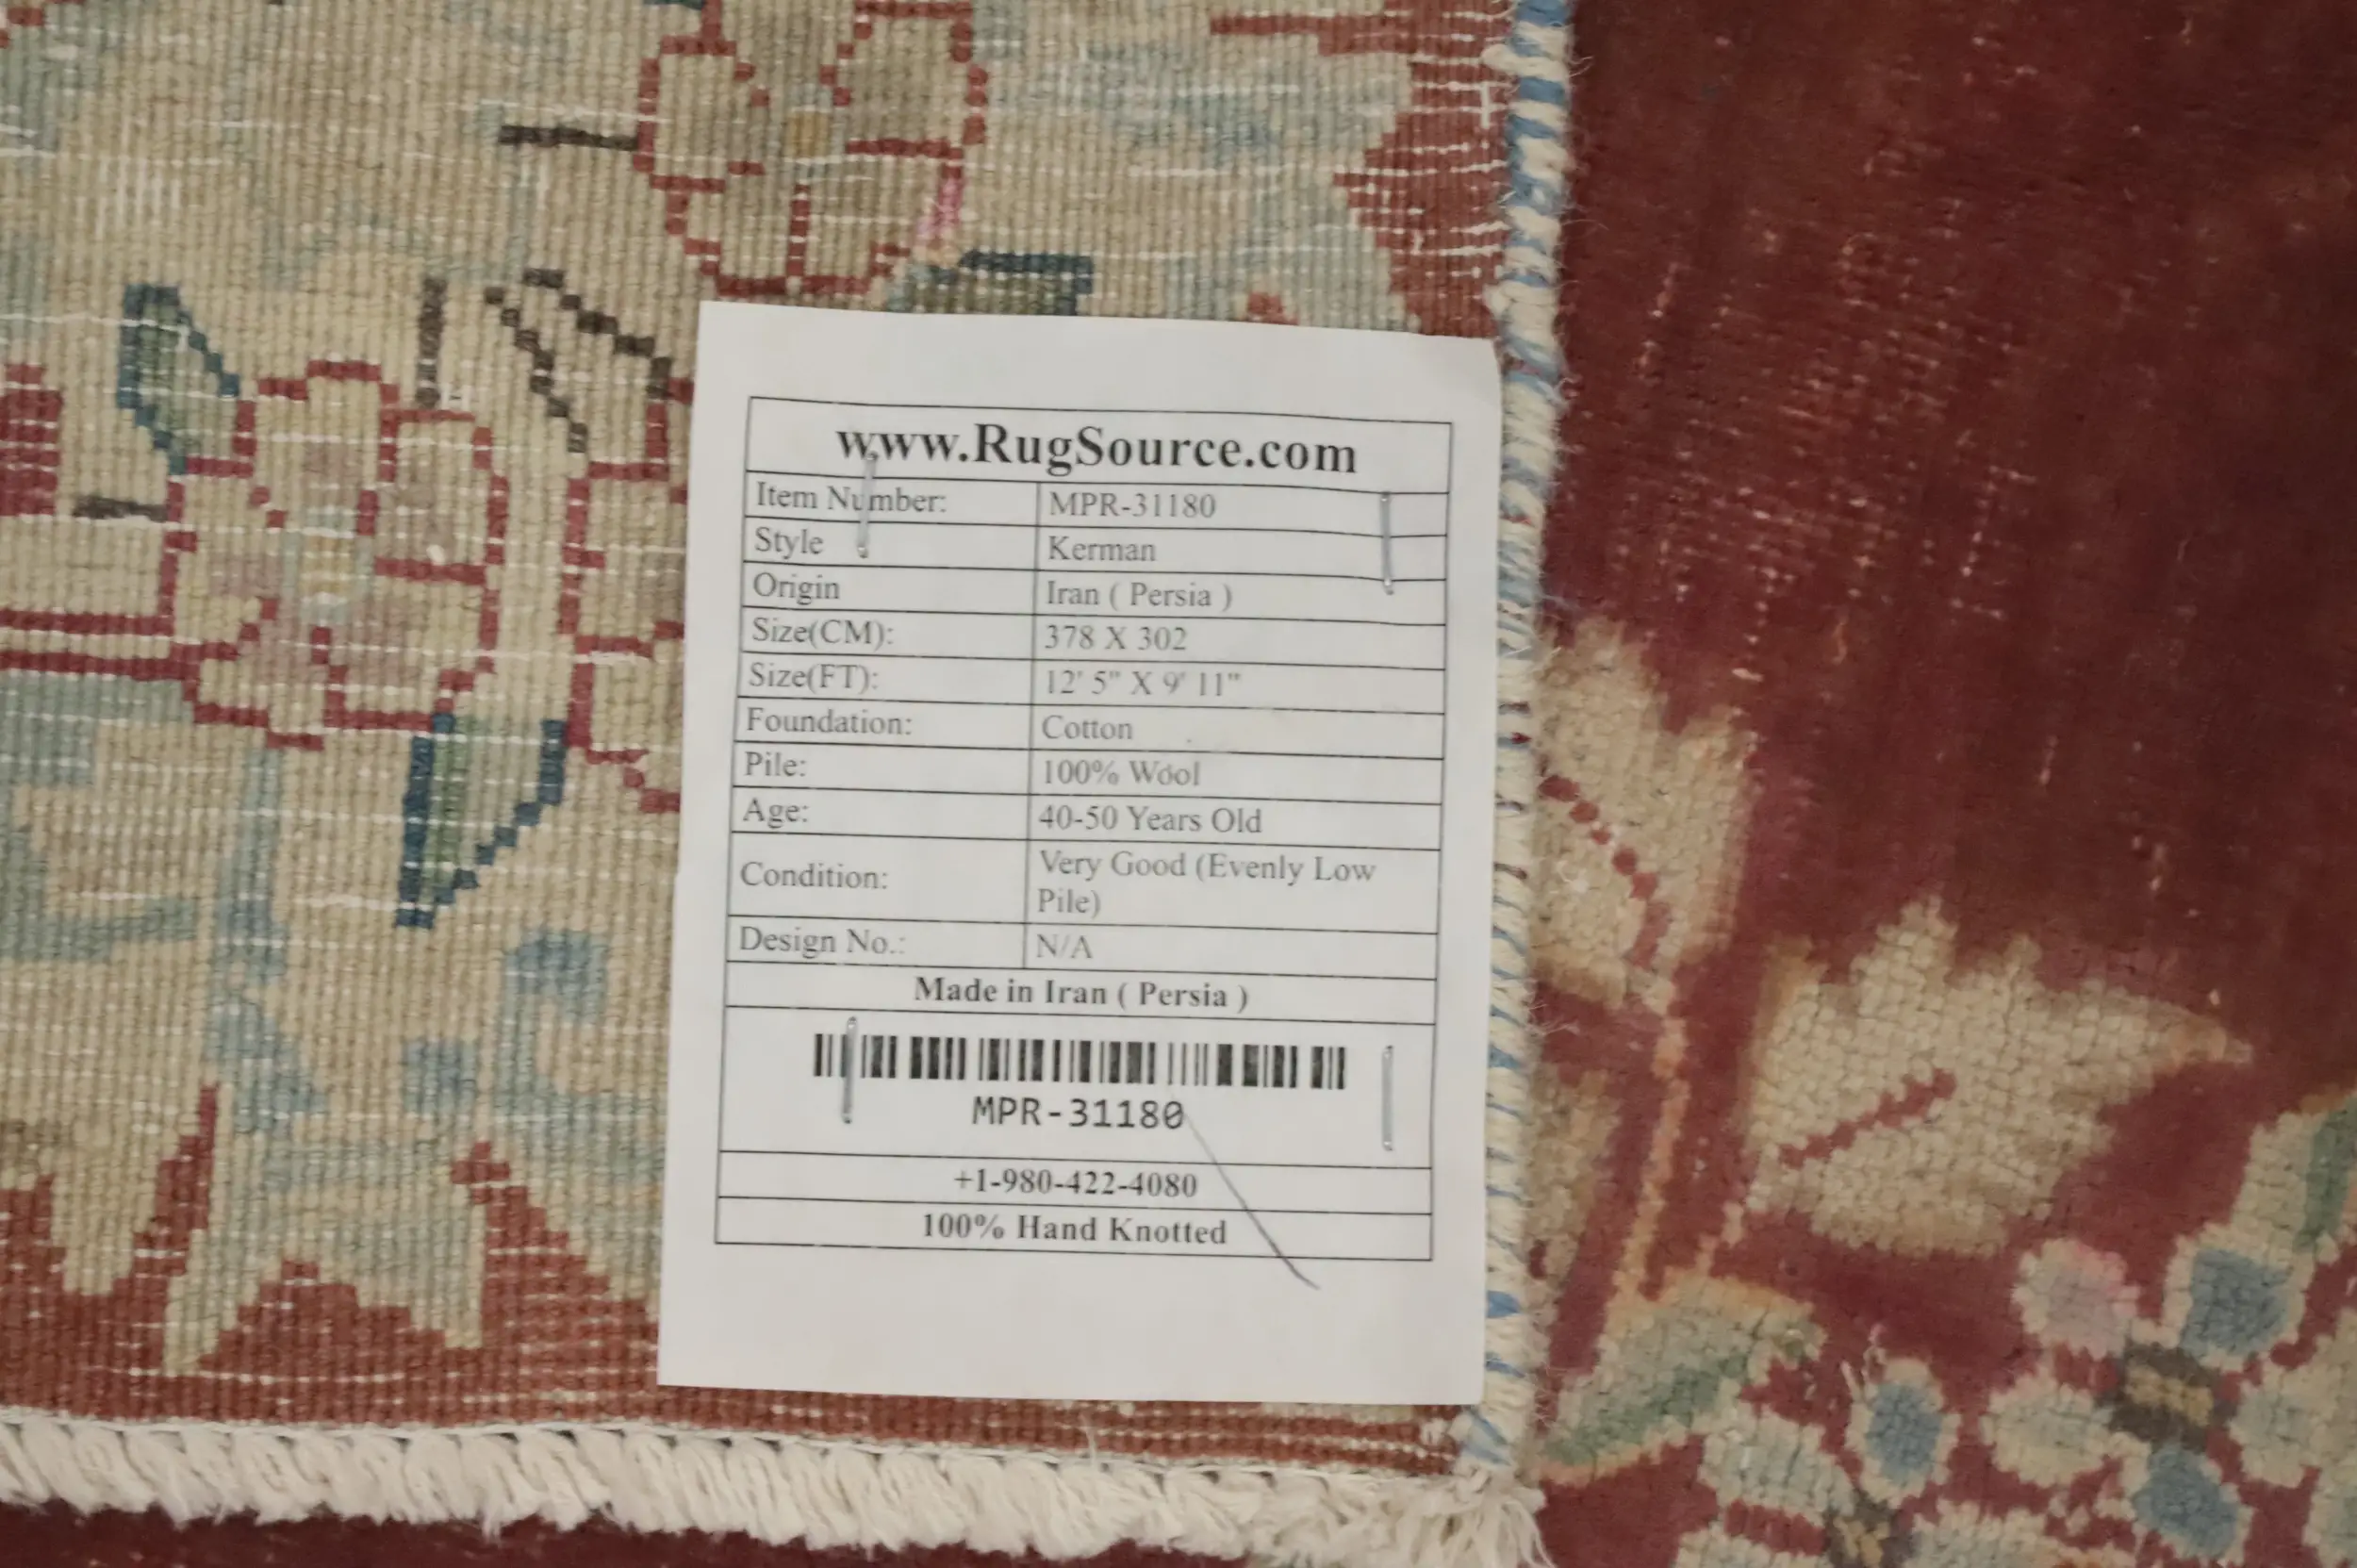 www.RugSource.com
Item Number: MPR-31180
Style Kerman
Origin Iran ( Persia )
Size(CM): 378 X 302
Size(FT): 12' 5" X 9' 11"
Foundation: Cotton
Pile: 100% Wool
Age: 40-50 Years Old
Condition: Very Good (Evenly Low
Pile)
Design No.: N/A
Made in Iran ( Persia )
MPR-31180
+1-980-422-4080
100% Hand Knotted